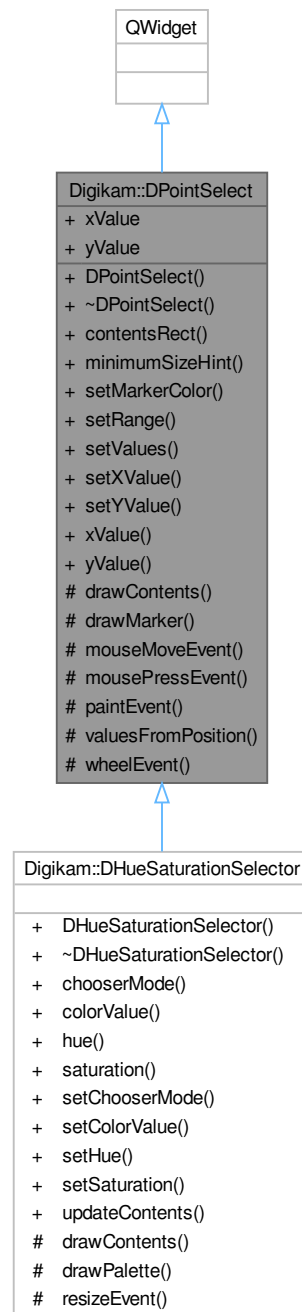 QWidget
Digikam::DPointSelect
+ xValue
+ yValue
+ DPointSelect()
+ ~DPointSelect()
+ contentsRect()
+ minimumSizeHint()
+ setMarkerColor()
+ setRange()
+ setValues()
+ setXValue()
+ setYValue()
+ xValue()
+ yValue()
# drawContents()
# drawMarker()
# mouseMoveEvent()
# mousePressEvent()
# paintEvent()
# valuesFromPosition()
# wheelEvent()
Digikam::DHueSaturationSelector
+ DHueSaturationSelector()
+ ~DHueSaturationSelector()
+ chooserMode()
+ colorValue()
+ hue()
+ saturation()
+ setChooserMode()
+ setColorValue()
+ setHue()
+ setSaturation()
+ updateContents()
# drawContents()
# drawPalette()
# resizeEvent()